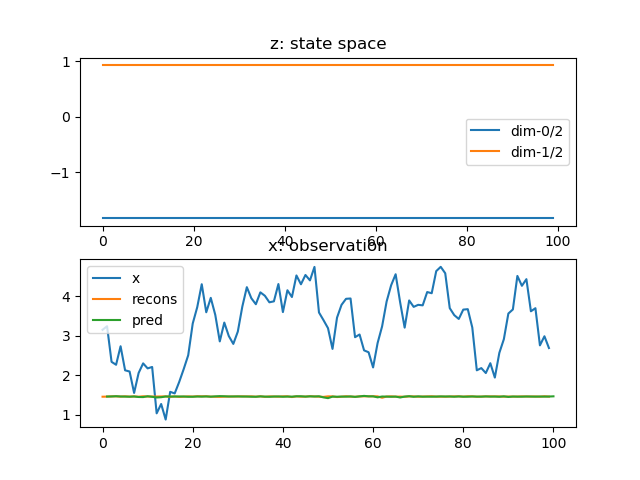 z: state space
1
0
−1
dim-0/2
dim-1/2
0 20 40 60 80 100
x: observation
4
3
2
1
x
recons
pred
0 20 40 60 80 100